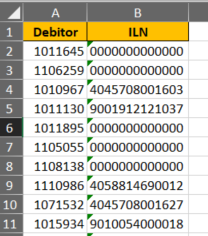 A B
1 Debitor ILN
2 1011645 0000000000000
3 1106259 0000000000000
4 1010967 4045708001603
5 1011130 9001912121037
6 1011895 0000000000000
7 1105055 0000000000000
8 1108138 0000000000000
9 1110986 4058814690012
10 1071532 4045708001627
11 1015934 9010054000018